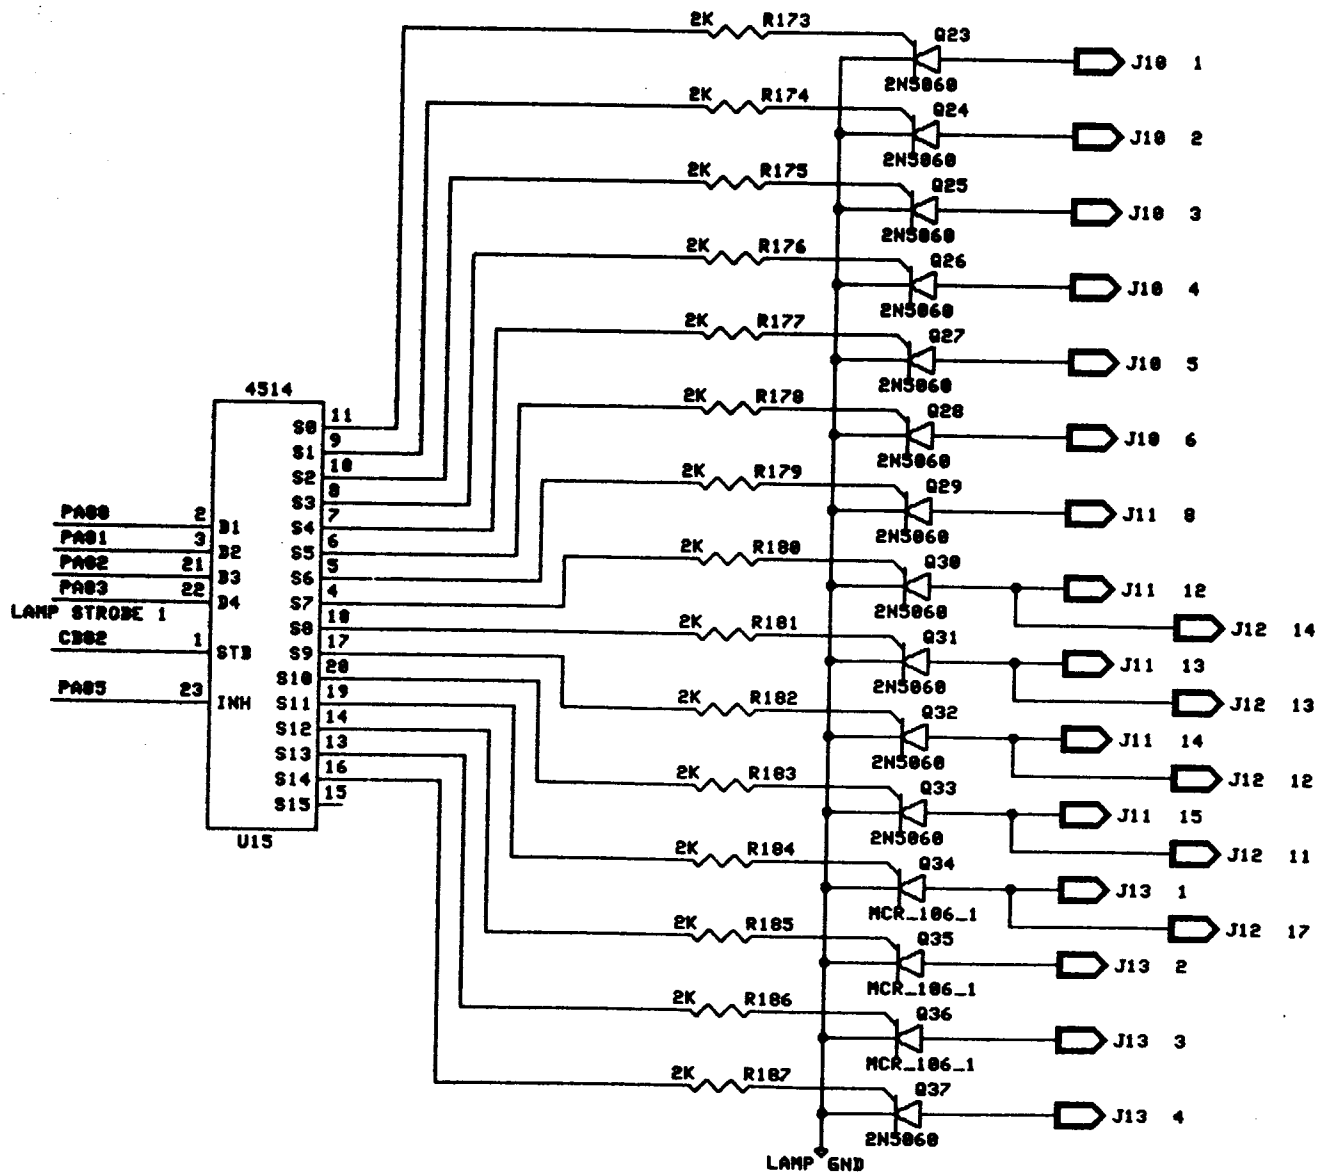 2K R173
Q23
2N5060
J10 1
2K R174
Q24
2N5060
J10 2
2K R175
Q25
2N5060
J10 3
2K R176
Q26
2N5060
J10 4
2K R177
Q27
2N5060
J10 5
2K R178
Q28
2N5060
J10 6
2K R179
Q29
2N5060
J11 8
2K R180
Q30
2N5060
J11 12
J12 14
2K R181
Q31
2N5060
J11 13
J12 13
2K R182
Q32
2N5060
J11 14
J12 12
2K R183
Q33
2N5060
J11 15
J12 11
2K R184
Q34
MCR_106_1
J13 1
J12 17
2K R185
Q35
MCR_106_1
J13 2
2K R186
Q36
MCR_106_1
J13 3
2K R187
Q37
2N5060
J13 4
LAMP GND
4514
PA00 2 B1
PA01 3 B2
PA02 21 B3
PA03 22 B4
LAMP STROBE 1
CB02 1 STB
PA05 23 INH
S0 11
S1 9
S2 10
S3 8
S4 7
S5 6
S6 5
S7 4
S8 18
S9 17
S10 20
S11 19
S12 14
S13 13
S14 16
S15 15
U15